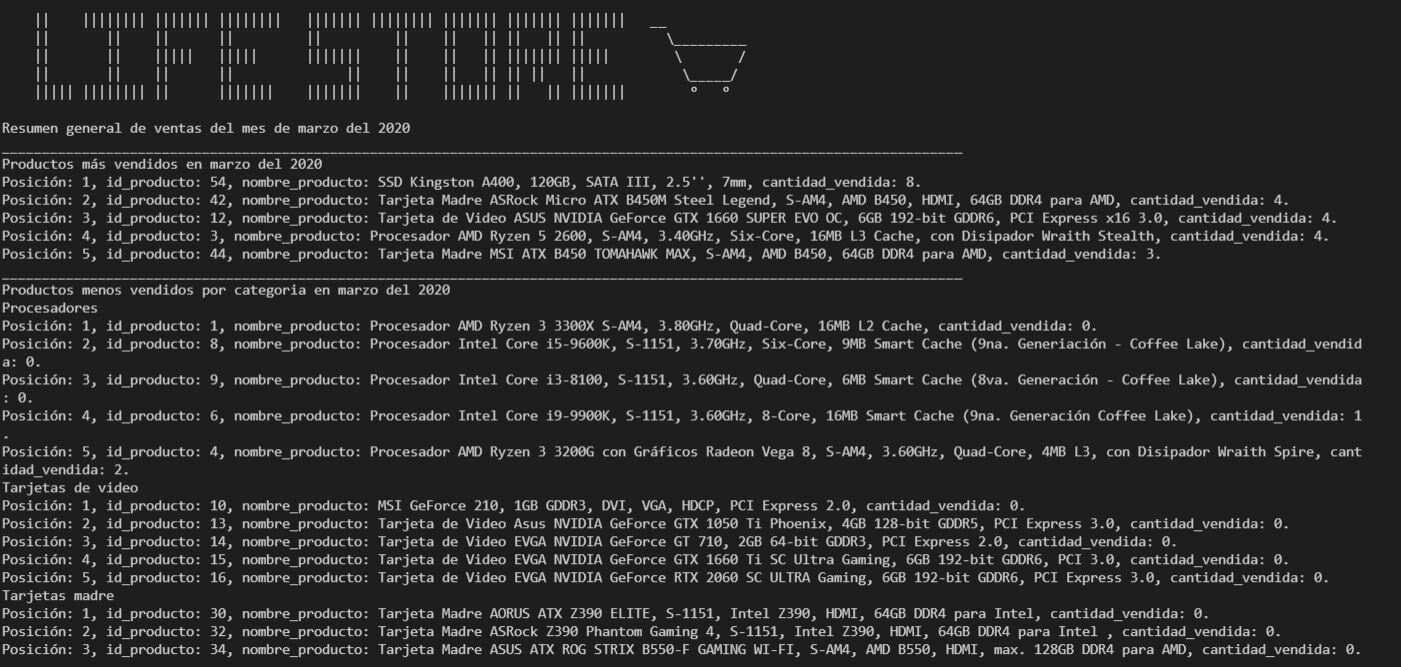 LIFE STORE
Resumen general de ventas del mes de marzo del 2020
Productos más vendidos en marzo del 2020
Posición: 1, id_producto: 54, nombre_producto: SSD Kingston A400, 120GB, SATA III, 2.5'', 7mm, cantidad_vendida: 8.
Posición: 2, id_producto: 42, nombre_producto: Tarjeta Madre ASRock Micro ATX B450M Steel Legend, S-AM4, AMD B450, HDMI, 64GB DDR4 para AMD, cantidad_vendida: 4.
Posición: 3, id_producto: 12, nombre_producto: Tarjeta de Video ASUS NVIDIA GeForce GTX 1660 SUPER EVO OC, 6GB 192-bit GDDR6, PCI Express x16 3.0, cantidad_vendida: 4.
Posición: 4, id_producto: 3, nombre_producto: Procesador AMD Ryzen 5 2600, S-AM4, 3.40GHz, Six-Core, 16MB L3 Cache, con Disipador Wraith Stealth, cantidad_vendida: 4.
Posición: 5, id_producto: 44, nombre_producto: Tarjeta Madre MSI ATX B450 TOMAHAWK MAX, S-AM4, AMD B450, 64GB DDR4 para AMD, cantidad_vendida: 3.
Productos menos vendidos por categoria en marzo del 2020
Procesadores
Posición: 1, id_producto: 1, nombre_producto: Procesador AMD Ryzen 3 3300X S-AM4, 3.80GHz, Quad-Core, 16MB L2 Cache, cantidad_vendida: 0.
Posición: 2, id_producto: 8, nombre_producto: Procesador Intel Core i5-9600K, S-1151, 3.70GHz, Six-Core, 9MB Smart Cache (9na. Generiación - Coffee Lake), cantidad_vendid
a: 0.
Posición: 3, id_producto: 9, nombre_producto: Procesador Intel Core i3-8100, S-1151, 3.60GHz, Quad-Core, 6MB Smart Cache (8va. Generación - Coffee Lake), cantidad_vendida
: 0.
Posición: 4, id_producto: 6, nombre_producto: Procesador Intel Core i9-9900K, S-1151, 3.60GHz, 8-Core, 16MB Smart Cache (9na. Generación Coffee Lake), cantidad_vendida: 1
.
Posición: 5, id_producto: 4, nombre_producto: Procesador AMD Ryzen 3 3200G con Gráficos Radeon Vega 8, S-AM4, 3.60GHz, Quad-Core, 4MB L3, con Disipador Wraith Spire, cant
idad_vendida: 2.
Tarjetas de video
Posición: 1, id_producto: 10, nombre_producto: MSI GeForce 210, 1GB GDDR3, DVI, VGA, HDCP, PCI Express 2.0, cantidad_vendida: 0.
Posición: 2, id_producto: 13, nombre_producto: Tarjeta de Video Asus NVIDIA GeForce GTX 1050 Ti Phoenix, 4GB 128-bit GDDR5, PCI Express 3.0, cantidad_vendida: 0.
Posición: 3, id_producto: 14, nombre_producto: Tarjeta de Video EVGA NVIDIA GeForce GT 710, 2GB 64-bit GDDR3, PCI Express 2.0, cantidad_vendida: 0.
Posición: 4, id_producto: 15, nombre_producto: Tarjeta de Video EVGA NVIDIA GeForce GTX 1660 Ti SC Ultra Gaming, 6GB 192-bit GDDR6, PCI 3.0, cantidad_vendida: 0.
Posición: 5, id_producto: 16, nombre_producto: Tarjeta de Video EVGA NVIDIA GeForce RTX 2060 SC ULTRA Gaming, 6GB 192-bit GDDR6, PCI Express 3.0, cantidad_vendida: 0.
Tarjetas madre
Posición: 1, id_producto: 30, nombre_producto: Tarjeta Madre AORUS ATX Z390 ELITE, S-1151, Intel Z390, HDMI, 64GB DDR4 para Intel, cantidad_vendida: 0.
Posición: 2, id_producto: 32, nombre_producto: Tarjeta Madre ASRock Z390 Phantom Gaming 4, S-1151, Intel Z390, HDMI, 64GB DDR4 para Intel , cantidad_vendida: 0.
Posición: 3, id_producto: 34, nombre_producto: Tarjeta Madre ASUS ATX ROG STRIX B550-F GAMING WI-FI, S-AM4, AMD B550, HDMI, max. 128GB DDR4 para AMD, cantidad_vendida: 0.